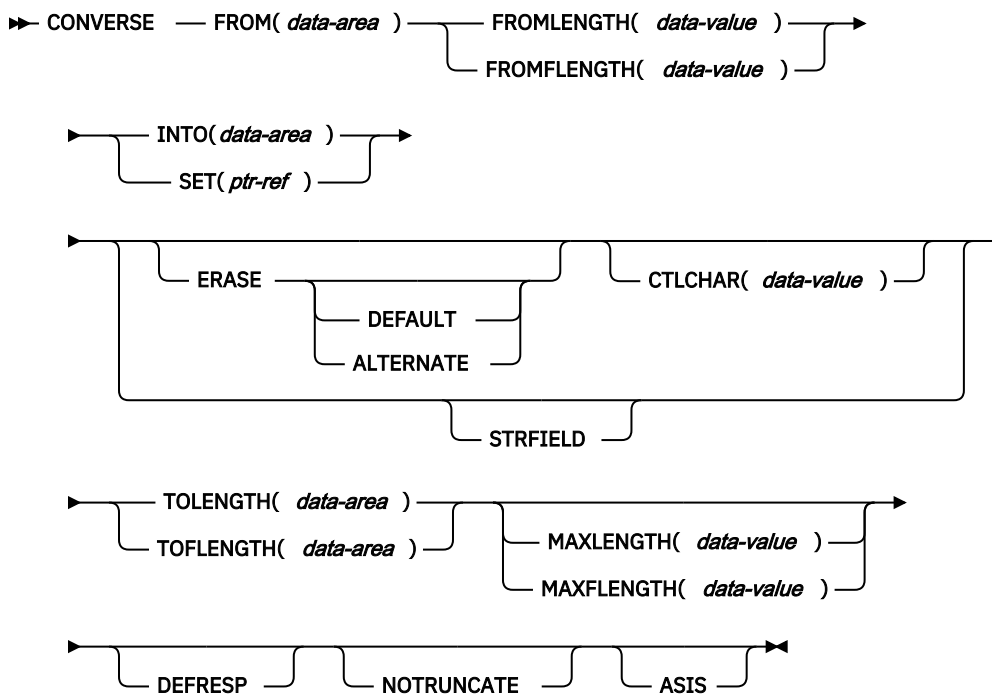 CONVERSE FROM( data-area ) FROMLENGTH( data-value )
FROMFLENGTH( data-value )
INTO( data-area )
SET( ptr-ref )
ERASE CTLCHAR( data-value )
DEFAULT
ALTERNATE
STRFIELD
TOLENGTH( data-area )
TOFLENGTH( data-area ) MAXLENGTH( data-value )
MAXFLENGTH( data-value )
DEFRESP NOTRUNCATE ASIS